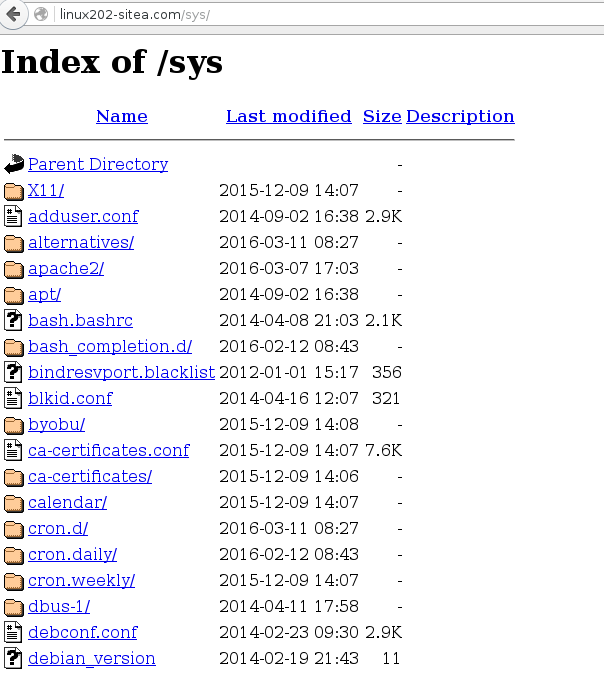 linux202-sitea.com/sys/
Index of /sys
Name Last modified Size Description
Parent Directory -
X11/ 2015-12-09 14:07 -
adduser.conf 2014-09-02 16:38 2.9K
alternatives/ 2016-03-11 08:27 -
apache2/ 2016-03-07 17:03 -
apt/ 2014-09-02 16:38 -
bash.bashrc 2014-04-08 21:03 2.1K
bash_completion.d/ 2016-02-12 08:43 -
bindresvport.blacklist 2012-01-01 15:17 356
blkid.conf 2014-04-16 12:07 321
byobu/ 2015-12-09 14:08 -
ca-certificates.conf 2015-12-09 14:07 7.6K
ca-certificates/ 2015-12-09 14:06 -
calendar/ 2015-12-09 14:07 -
cron.d/ 2016-03-11 08:27 -
cron.daily/ 2016-02-12 08:43 -
cron.weekly/ 2015-12-09 14:07 -
dbus-1/ 2014-04-11 17:58 -
debconf.conf 2014-02-23 09:30 2.9K
debian_version 2014-02-19 21:43 11